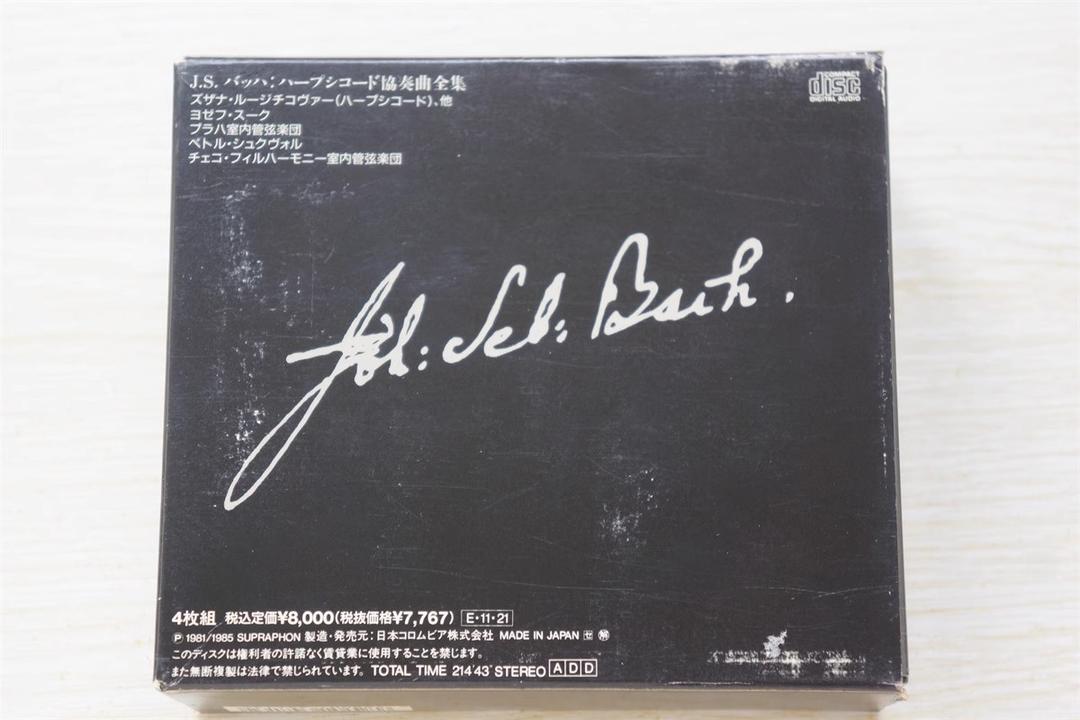 J.S. バッハ:ハープシコード協奏曲全集
ズザナ・ルージチコヴァー(ハープシコード)、他
ヨゼフ・スーク
プラハ室内管弦楽団
ペトル・シュクヴォル
チェコ・フィルハーモニー室内管弦楽団
COMPACT
disc
DIGITAL AUDIO
Joh: Seb: Bach.
4枚組 税込定価¥8,000(税抜価格¥7,767) E・11・21
Ⓟ 1981/1985 SUPRAPHON 製造・発売元:日本コロムビア株式会社 MADE IN JAPAN
このディスクは権利者の許諾なく賃貸業に使用することを禁じます。
また無断複製は法律で禁じられています。 TOTAL TIME 214'43" STEREO ADD